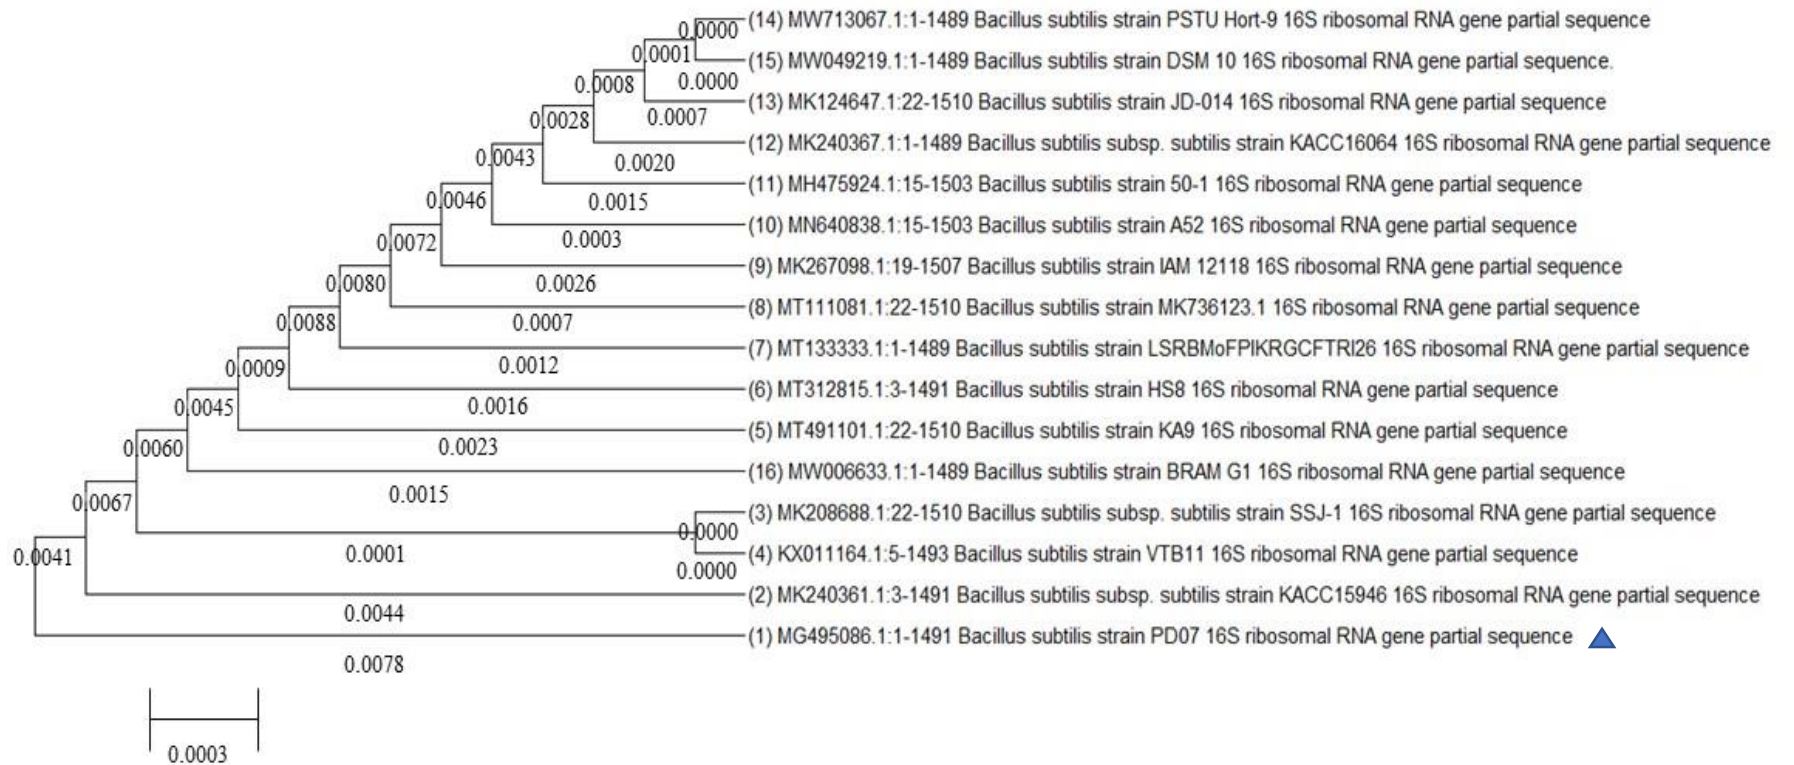 0.0000 (14) MW713067.1:1-1489 Bacillus subtilis strain PSTU Hort-9 16S ribosomal RNA gene partial sequence
0.0001 (15) MW049219.1:1-1489 Bacillus subtilis strain DSM 10 16S ribosomal RNA gene partial sequence.
0.0008 0.0000
(13) MK124647.1:22-1510 Bacillus subtilis strain JD-014 16S ribosomal RNA gene partial sequence
0.0028 0.0007
(12) MK240367.1:1-1489 Bacillus subtilis subsp. subtilis strain KACC16064 16S ribosomal RNA gene partial sequence
0.0043 0.0020
(11) MH475924.1:15-1503 Bacillus subtilis strain 50-1 16S ribosomal RNA gene partial sequence
0.0046 0.0015
(10) MN640838.1:15-1503 Bacillus subtilis strain A52 16S ribosomal RNA gene partial sequence
0.0072 0.0003
(9) MK267098.1:19-1507 Bacillus subtilis strain IAM 12118 16S ribosomal RNA gene partial sequence
0.0080 0.0026
(8) MT111081.1:22-1510 Bacillus subtilis strain MK736123.1 16S ribosomal RNA gene partial sequence
0.0088 0.0007
(7) MT133333.1:1-1489 Bacillus subtilis strain LSRBMoFPIKRGCFTRI26 16S ribosomal RNA gene partial sequence
0.0009 0.0012
(6) MT312815.1:3-1491 Bacillus subtilis strain HS8 16S ribosomal RNA gene partial sequence
0.0045 0.0016
(5) MT491101.1:22-1510 Bacillus subtilis strain KA9 16S ribosomal RNA gene partial sequence
0.0060 0.0023
(16) MW006633.1:1-1489 Bacillus subtilis strain BRAM G1 16S ribosomal RNA gene partial sequence
0.0067 0.0015
(3) MK208688.1:22-1510 Bacillus subtilis subsp. subtilis strain SSJ-1 16S ribosomal RNA gene partial sequence
0.0000
0.0041 0.0001 (4) KX011164.1:5-1493 Bacillus subtilis strain VTB11 16S ribosomal RNA gene partial sequence
0.0000
(2) MK240361.1:3-1491 Bacillus subtilis subsp. subtilis strain KACC15946 16S ribosomal RNA gene partial sequence
0.0044
(1) MG495086.1:1-1491 Bacillus subtilis strain PD07 16S ribosomal RNA gene partial sequence
0.0078
0.0003